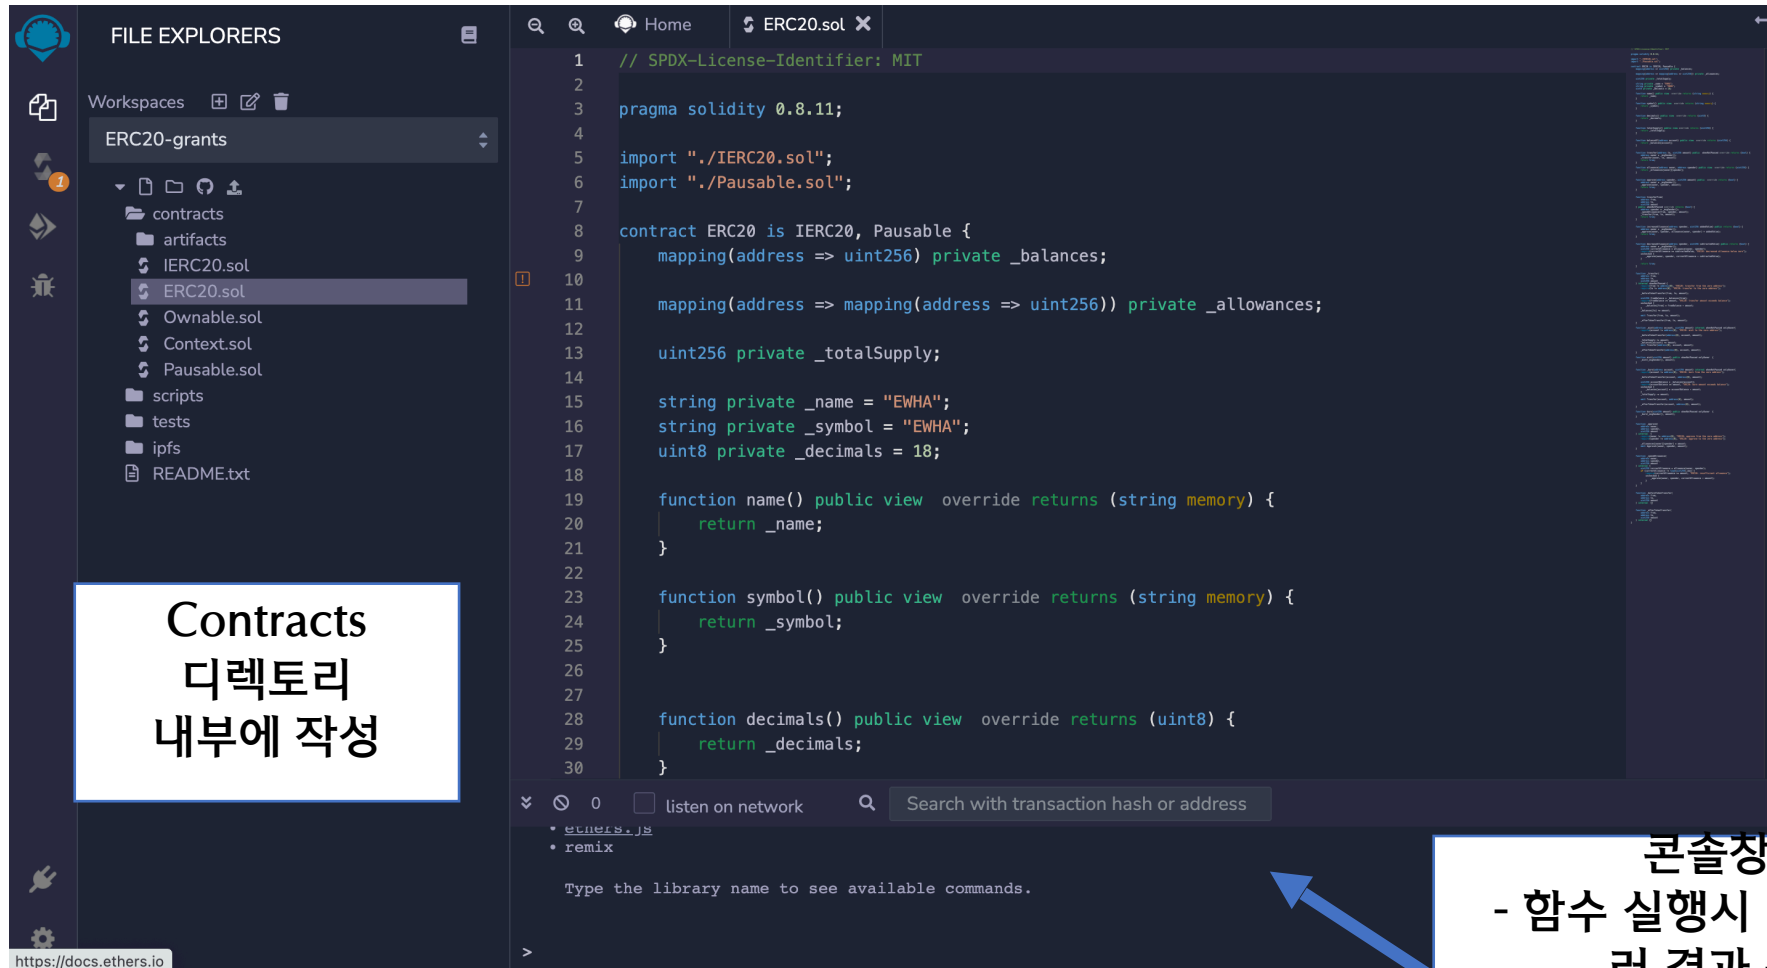 FILE EXPLORERS
Workspaces
ERC20-grants
1
contracts
artifacts
IERC20.sol
ERC20.sol
Ownable.sol
Context.sol
Pausable.sol
scripts
tests
ipfs
README.txt
Contracts
디렉토리
내부에 작성
https://docs.ethers.io
Home
ERC20.sol
1 // SPDX-License-Identifier: MIT
2
3 pragma solidity 0.8.11;
4
5 import "./IERC20.sol";
6 import "./Pausable.sol";
7
8 contract ERC20 is IERC20, Pausable {
9 mapping(address => uint256) private _balances;
10
11 mapping(address => mapping(address => uint256)) private _allowances;
12
13 uint256 private _totalSupply;
14
15 string private _name = "EWHA";
16 string private _symbol = "EWHA";
17 uint8 private _decimals = 18;
18
19 function name() public view  override returns (string memory) {
20 return _name;
21 }
22
23 function symbol() public view  override returns (string memory) {
24 return _symbol;
25 }
26
27
28 function decimals() public view  override returns (uint8) {
29 return _decimals;
30 }
0
listen on network
Search with transaction hash or address
• ethers.js
• remix
Type the library name to see available commands.
>
콘솔창
- 함수 실행시
러 결과